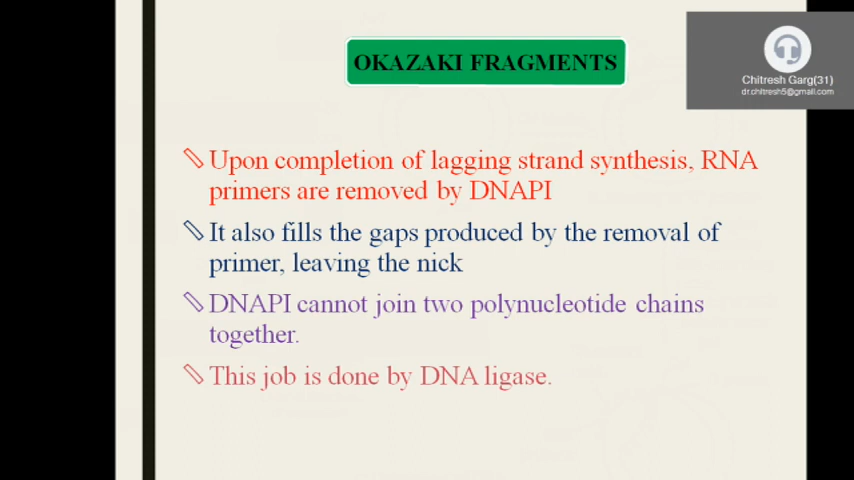 OKAZAKI FRAGMENTS
Chitresh Garg(31)
dr.chitresh5@gmail.com
Upon completion of lagging strand synthesis, RNA
primers are removed by DNAPI
It also fills the gaps produced by the removal of
primer, leaving the nick
DNAPI cannot join two polynucleotide chains
together.
This job is done by DNA ligase.